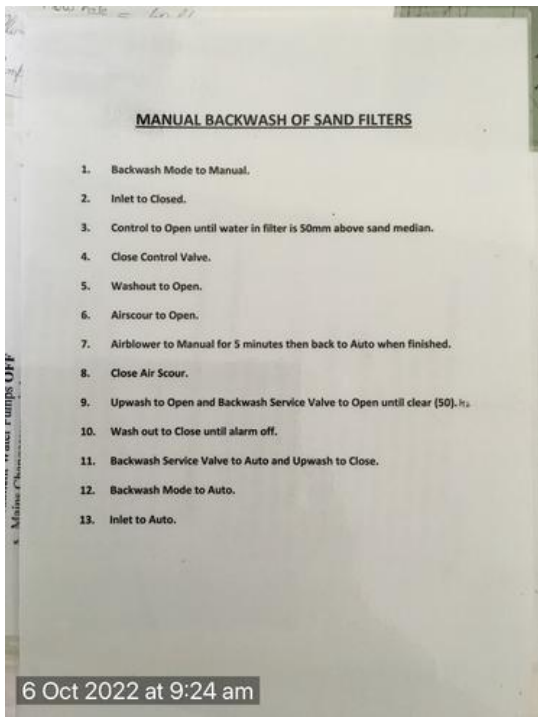 MANUAL BACKWASH OF SAND FILTERS
1. Backwash Mode to Manual.
2. Inlet to Closed.
3. Control to Open until water in filter is 50mm above sand median.
4. Close Control Valve.
5. Washout to Open.
6. Airscour to Open.
7. Airblower to Manual for 5 minutes then back to Auto when finished.
8. Close Air Scour.
9. Upwash to Open and Backwash Service Valve to Open until clear (50).
10. Wash out to Close until alarm off.
11. Backwash Service Valve to Auto and Upwash to Close.
12. Backwash Mode to Auto.
13. Inlet to Auto.
Pumps OFF
6 Oct 2022 at 9:24 am